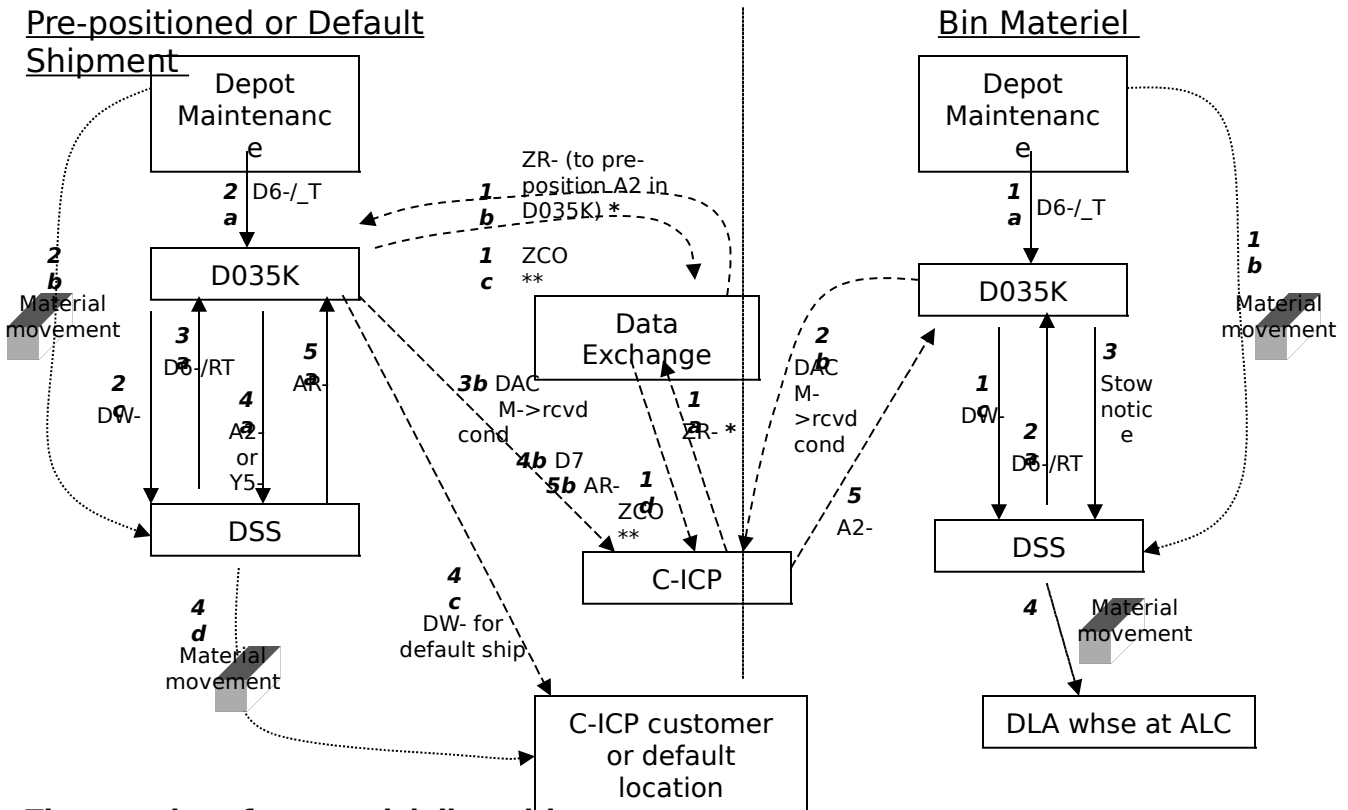 Pre-positioned or Default
Shipment
Bin Materiel
Depot
Maintenanc
e
2
a
D6-/_T
2
b
Material
movement
D035K
3
a
D6-/RT
2
c
DW-
4
a
A2-
or
Y5-
5
a
AR-
DSS
4
d
Material
movement
ZR- (to pre-
position A2 in
D035K) *
1
b
1
c
ZCO
**
Data
Exchange
3b DAC
M->rcvd
cond
4b D7
5b AR-
1
a
ZR- *
1
d
ZCO
**
C-ICP
4
c
DW- for
default ship
C-ICP customer
or default
location
Depot
Maintenanc
e
1
a
D6-/_T
1
b
Material
movement
D035K
2
b
DAC
M-
>rcvd
cond
5
A2-
1
c
DW-
2
a
D6-/RT
3
Stow
notic
e
DSS
4
Material
movement
DLA whse at ALC